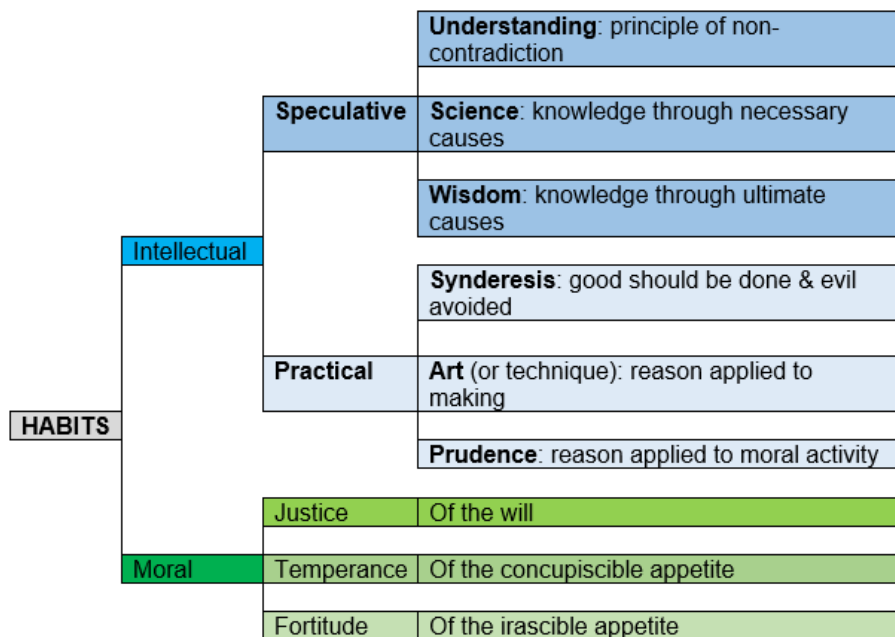 Understanding: principle of non-
contradiction
Speculative
Science: knowledge through necessary
causes
Wisdom: knowledge through ultimate
causes
Intellectual
Synderesis: good should be done & evil
avoided
Practical
Art (or technique): reason applied to
making
HABITS
Prudence: reason applied to moral activity
Justice
Of the will
Moral
Temperance
Of the concupiscible appetite
Fortitude
Of the irascible appetite